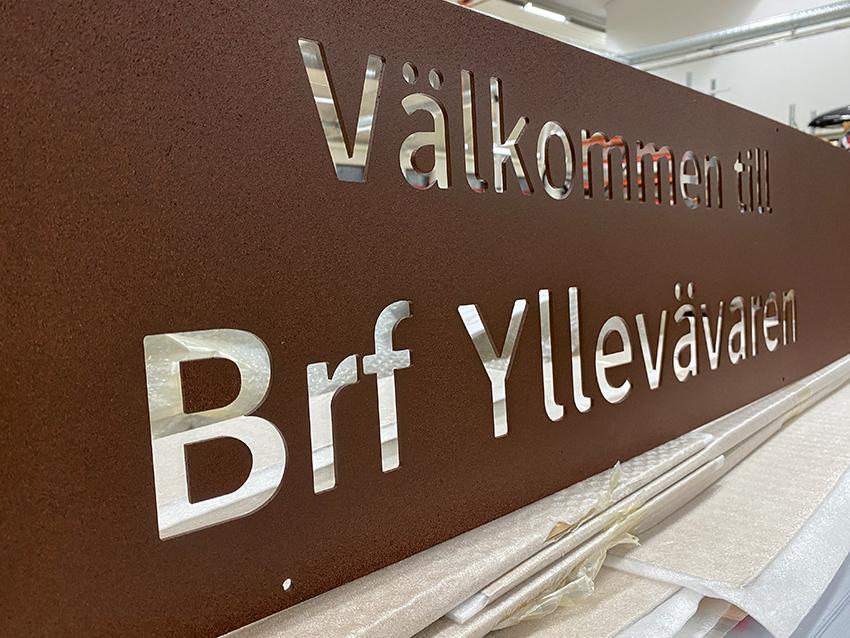 Välkommen till
Brf Yllevävaren